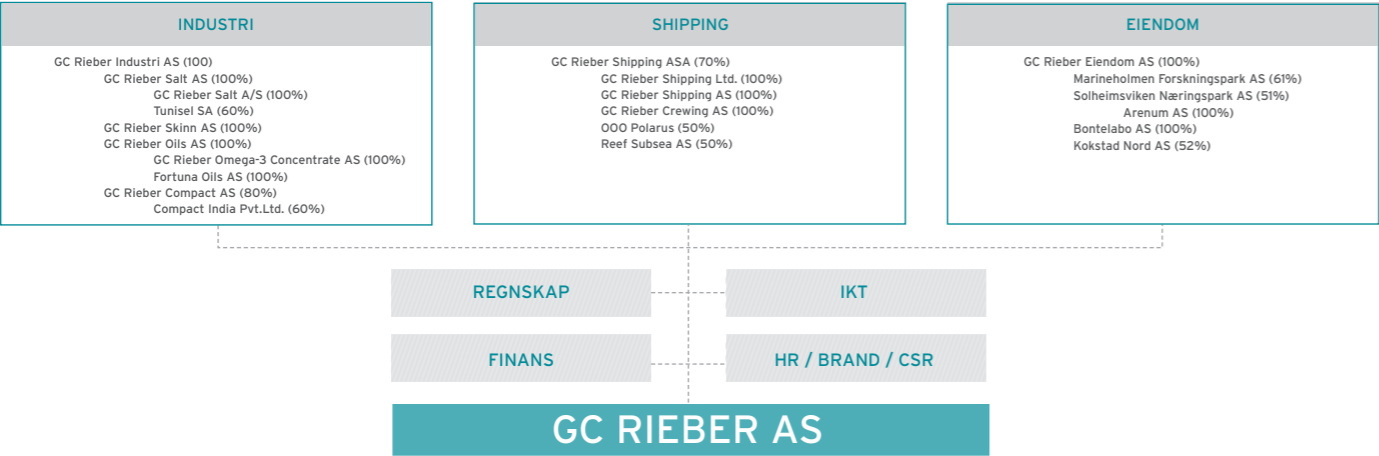 INDUSTRI
GC Rieber Industri AS (100)
GC Rieber Salt AS (100%)
GC Rieber Salt A/S (100%)
Tunisel SA (60%)
GC Rieber Skinn AS (100%)
GC Rieber Oils AS (100%)
GC Rieber Omega-3 Concentrate AS (100%)
Fortuna Oils AS (100%)
GC Rieber Compact AS (80%)
Compact India Pvt.Ltd. (60%)
SHIPPING
GC Rieber Shipping ASA (70%)
GC Rieber Shipping Ltd. (100%)
GC Rieber Shipping AS (100%)
GC Rieber Crewing AS (100%)
OOO Polarus (50%)
Reef Subsea AS (50%)
EIENDOM
GC Rieber Eiendom AS (100%)
Marineholmen Forskningspark AS (61%)
Solheimsviken Næringspark AS (51%)
Arenum AS (100%)
Bontelabo AS (100%)
Kokstad Nord AS (52%)
REGNSKAP
IKT
FINANS
HR / BRAND / CSR
GC RIEBER AS